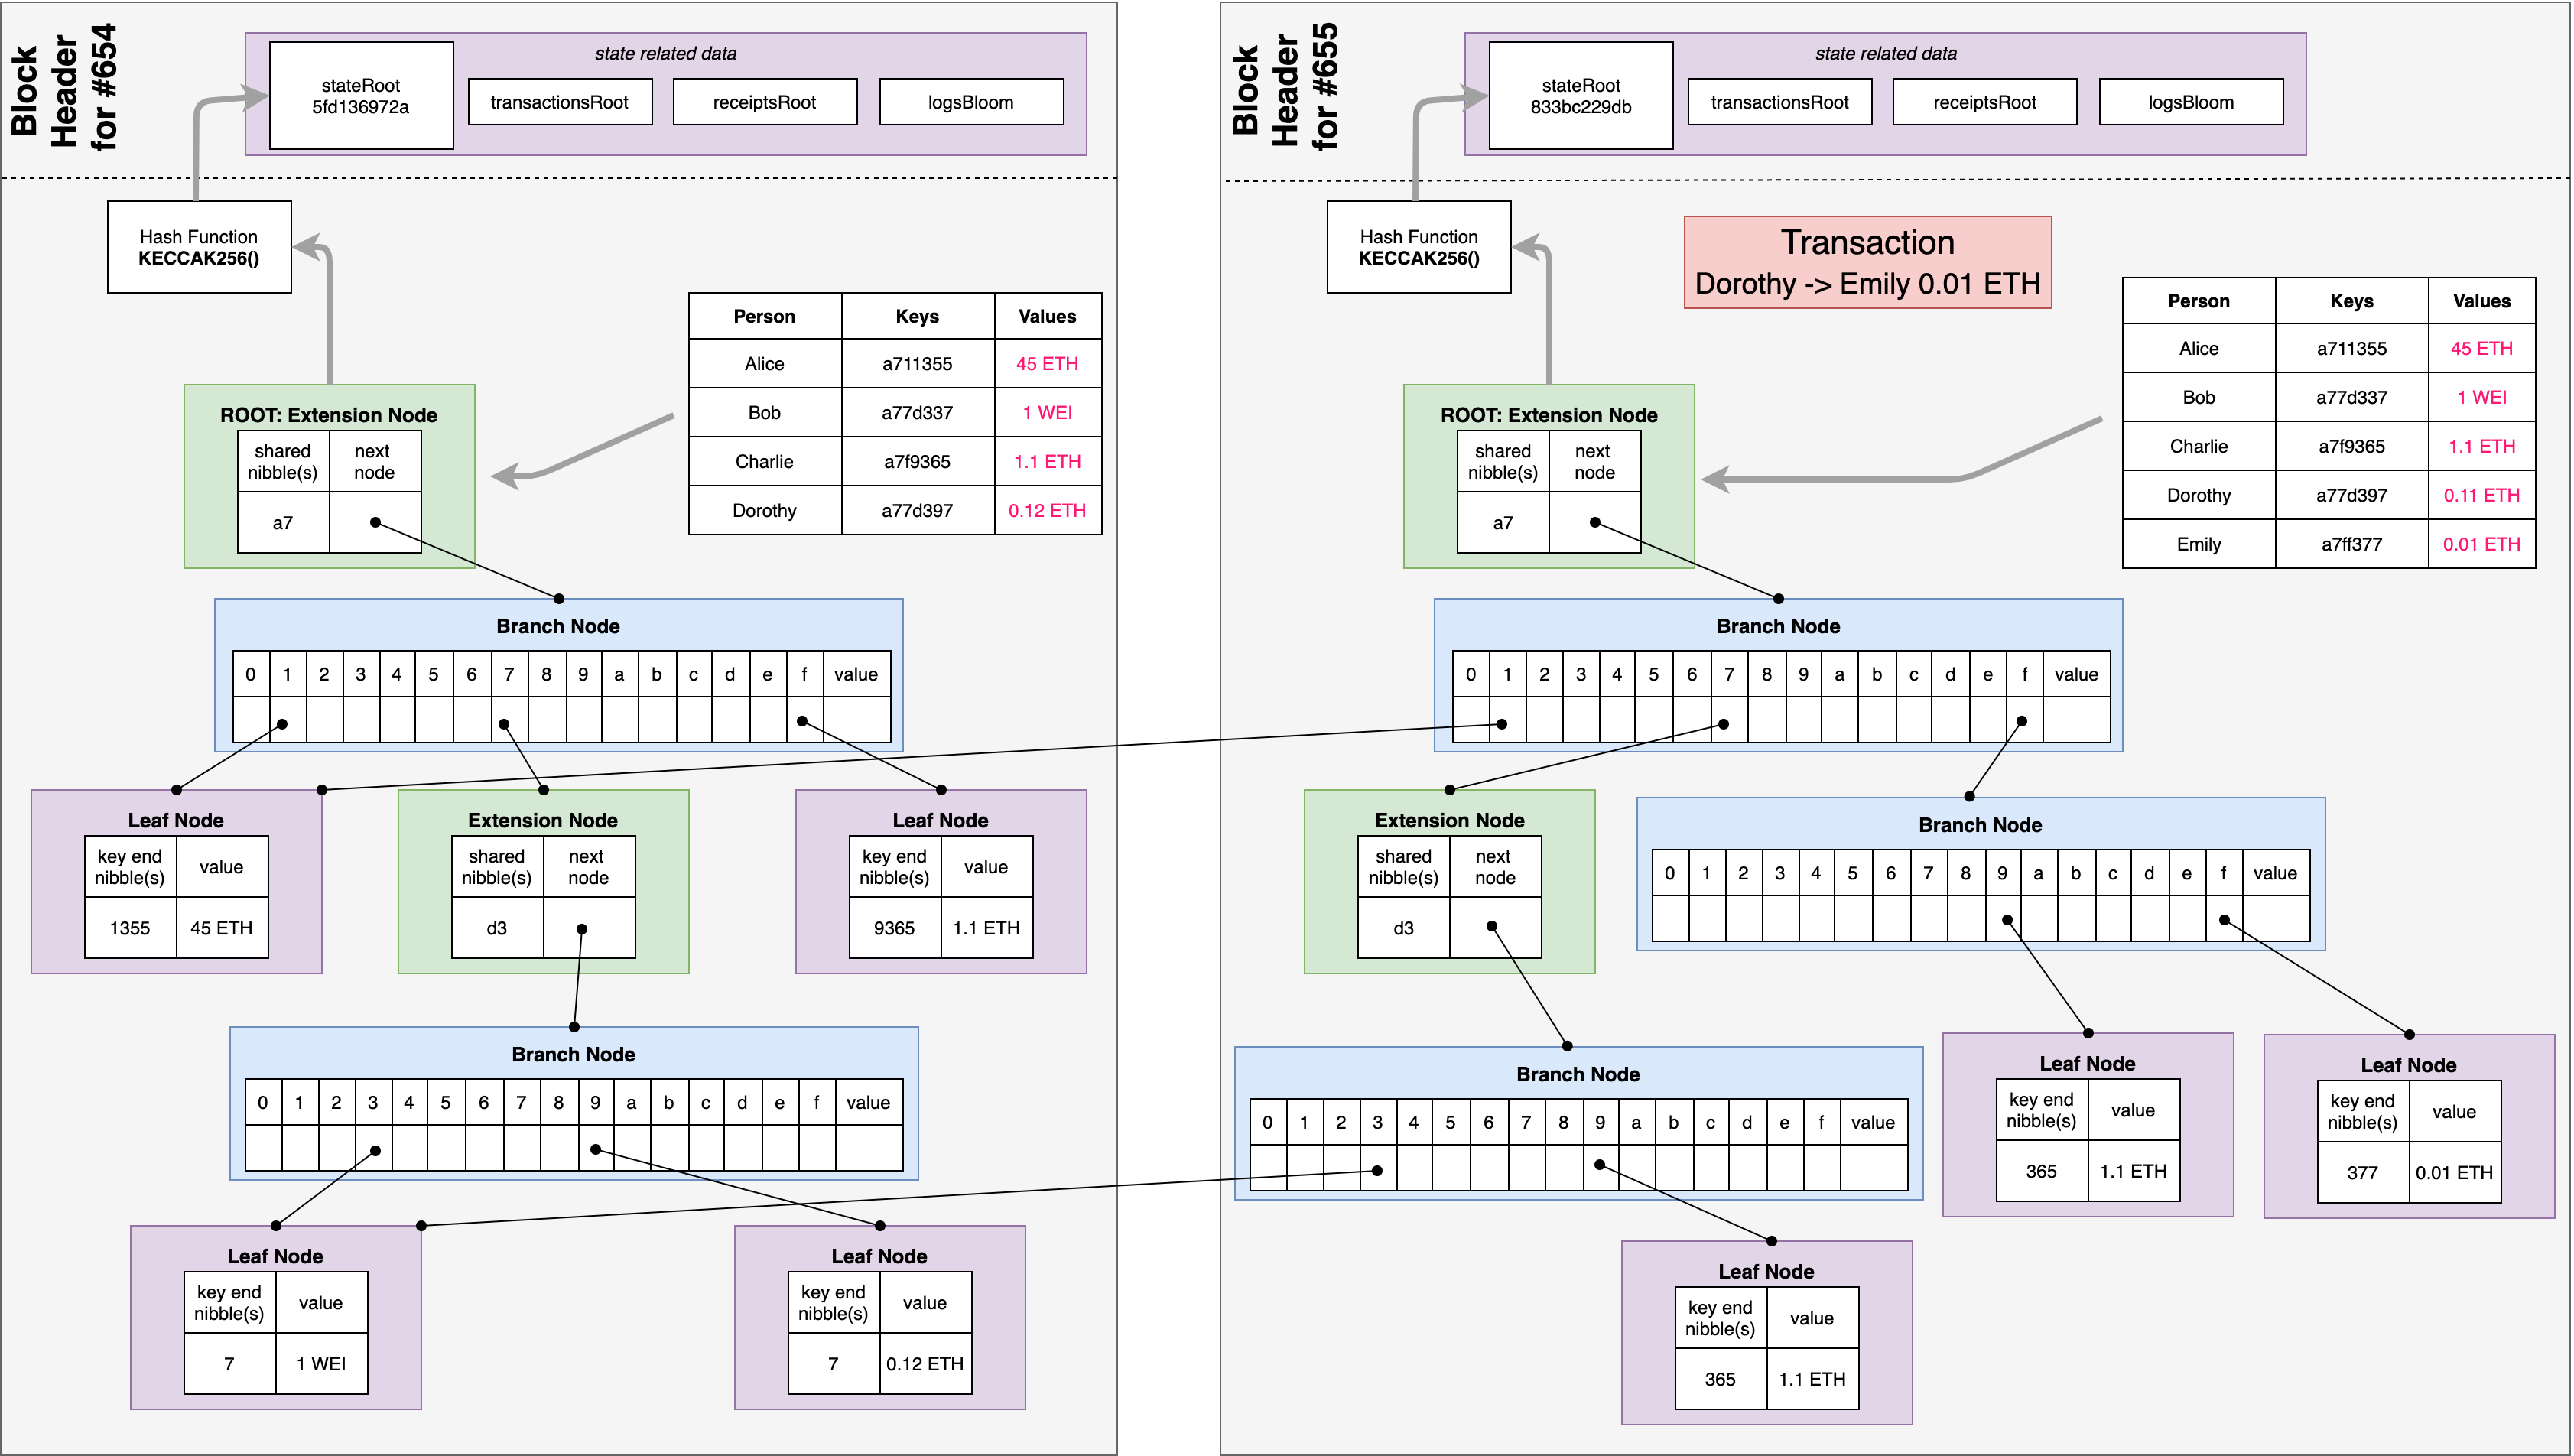 Block
Header
for #654
state related data
stateRoot
5fd136972a
transactionsRoot
receiptsRoot
logsBloom
Hash Function
KECCAK256()
Person Keys Values
Alice a711355 45 ETH
Bob a77d337 1 WEI
Charlie a7f9365 1.1 ETH
Dorothy a77d397 0.12 ETH
ROOT: Extension Node
shared
nibble(s)
next
node
a7
Branch Node
0 1 2 3 4 5 6 7 8 9 a b c d e f value
Leaf Node
key end
nibble(s)
value
1355 45 ETH
Extension Node
shared
nibble(s)
next
node
d3
Leaf Node
key end
nibble(s)
value
9365 1.1 ETH
Branch Node
0 1 2 3 4 5 6 7 8 9 a b c d e f value
Leaf Node
key end
nibble(s)
value
7 1 WEI
Leaf Node
key end
nibble(s)
value
7 0.12 ETH
Block
Header
for #655
state related data
stateRoot
833bc229db
transactionsRoot
receiptsRoot
logsBloom
Hash Function
KECCAK256()
Transaction
Dorothy -> Emily 0.01 ETH
Person Keys Values
Alice a711355 45 ETH
Bob a77d337 1 WEI
Charlie a7f9365 1.1 ETH
Dorothy a77d397 0.11 ETH
Emily a7ff377 0.01 ETH
ROOT: Extension Node
shared
nibble(s)
next
node
a7
Branch Node
0 1 2 3 4 5 6 7 8 9 a b c d e f value
Extension Node
shared
nibble(s)
next
node
d3
Branch Node
0 1 2 3 4 5 6 7 8 9 a b c d e f value
Branch Node
0 1 2 3 4 5 6 7 8 9 a b c d e f value
Leaf Node
key end
nibble(s)
value
365 1.1 ETH
Leaf Node
key end
nibble(s)
value
377 0.01 ETH
Leaf Node
key end
nibble(s)
value
365 1.1 ETH